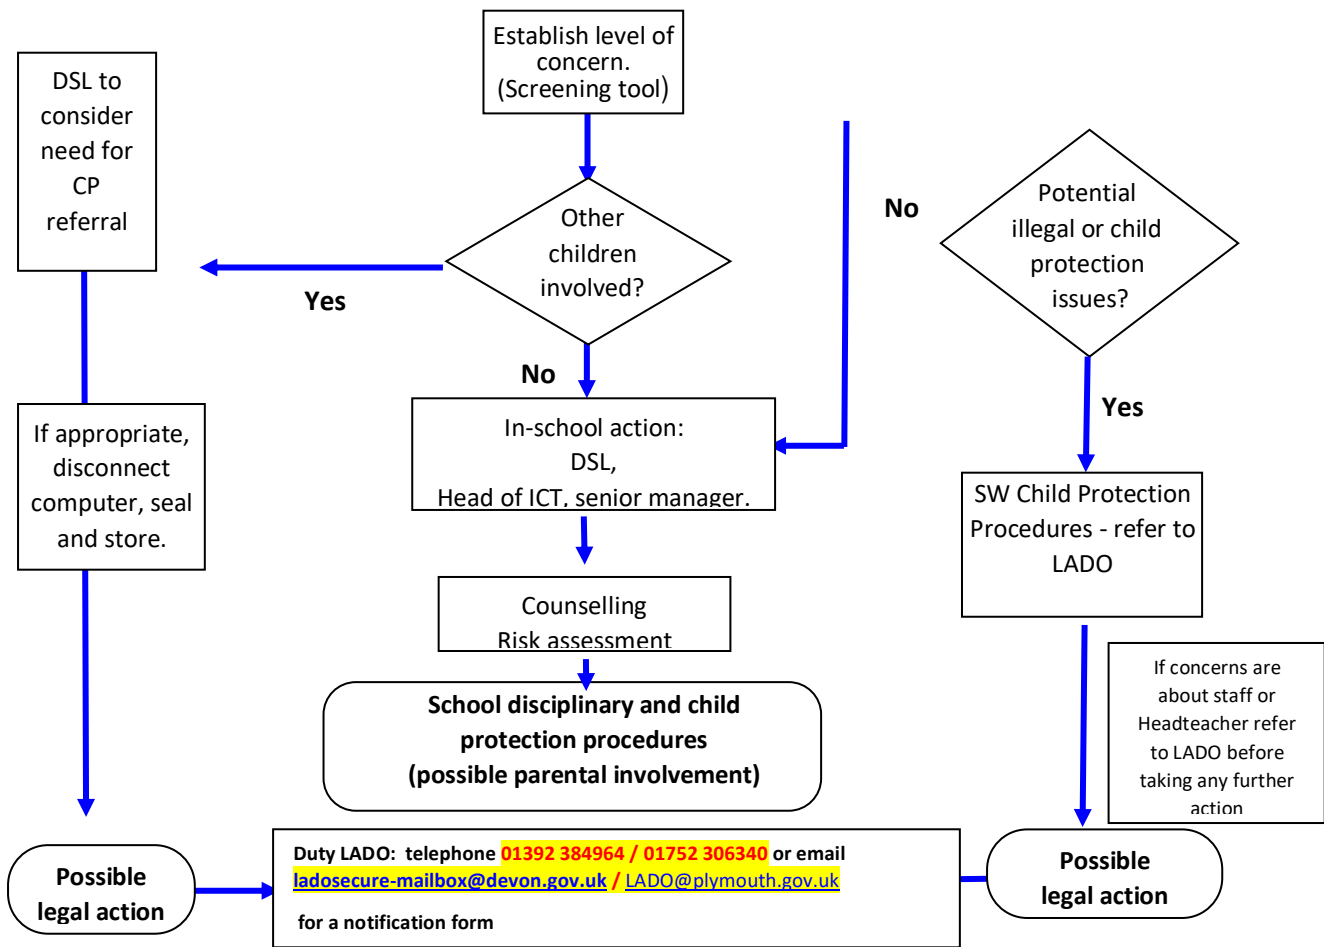 Establish level of
concern.
(Screening tool)
DSL to
consider
need for
CP
referral
Other
children
involved?
Yes
No
No
Potential
illegal or child
protection
issues?
Yes
If appropriate,
disconnect
computer, seal
and store.
In-school action:
DSL,
Head of ICT, senior manager.
SW Child Protection
Procedures - refer to
LADO
Counselling
Risk assessment
If concerns are
about staff or
Headteacher refer
to LADO before
taking any further
action
School disciplinary and child
protection procedures
(possible parental involvement)
Possible
legal action
Duty LADO: telephone 01392 384964 / 01752 306340 or email
ladosecure-mailbox@devon.gov.uk / LADO@plymouth.gov.uk
for a notification form
Possible
legal action